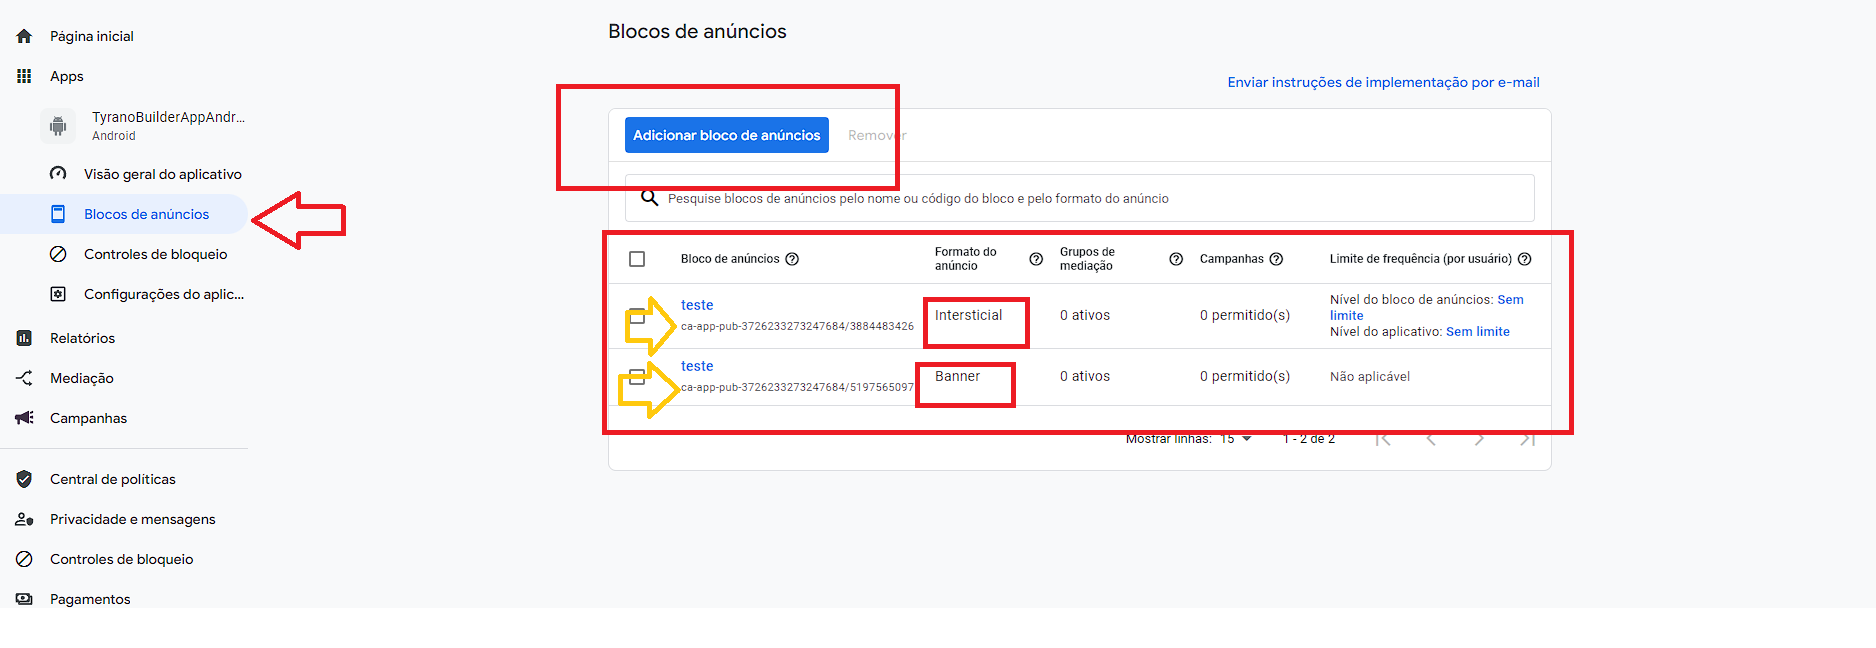 Página inicial
Apps
TyranoBuilderAppAndr...
Android
Visão geral do aplicativo
Blocos de anúncios
Controles de bloqueio
Configurações do aplic...
Relatórios
Mediação
Campanhas
Central de políticas
Privacidade e mensagens
Controles de bloqueio
Pagamentos
Blocos de anúncios
Enviar instruções de implementação por e-mail
Adicionar bloco de anúncios Remover
Pesquise blocos de anúncios pelo nome ou código do bloco e pelo formato do anúncio
Bloco de anúncios
Formato do
anúncio
Grupos de
mediação
Campanhas
Limite de frequência (por usuário)
teste
ca-app-pub-3726233273247684/3884483426
Intersticial
0 ativos
0 permitido(s)
Nível do bloco de anúncios: Sem
limite
Nível do aplicativo: Sem limite
teste
ca-app-pub-3726233273247684/5197565097
Banner
0 ativos
0 permitido(s)
Não aplicável
Mostrar linhas: 15 1 - 2 de 2